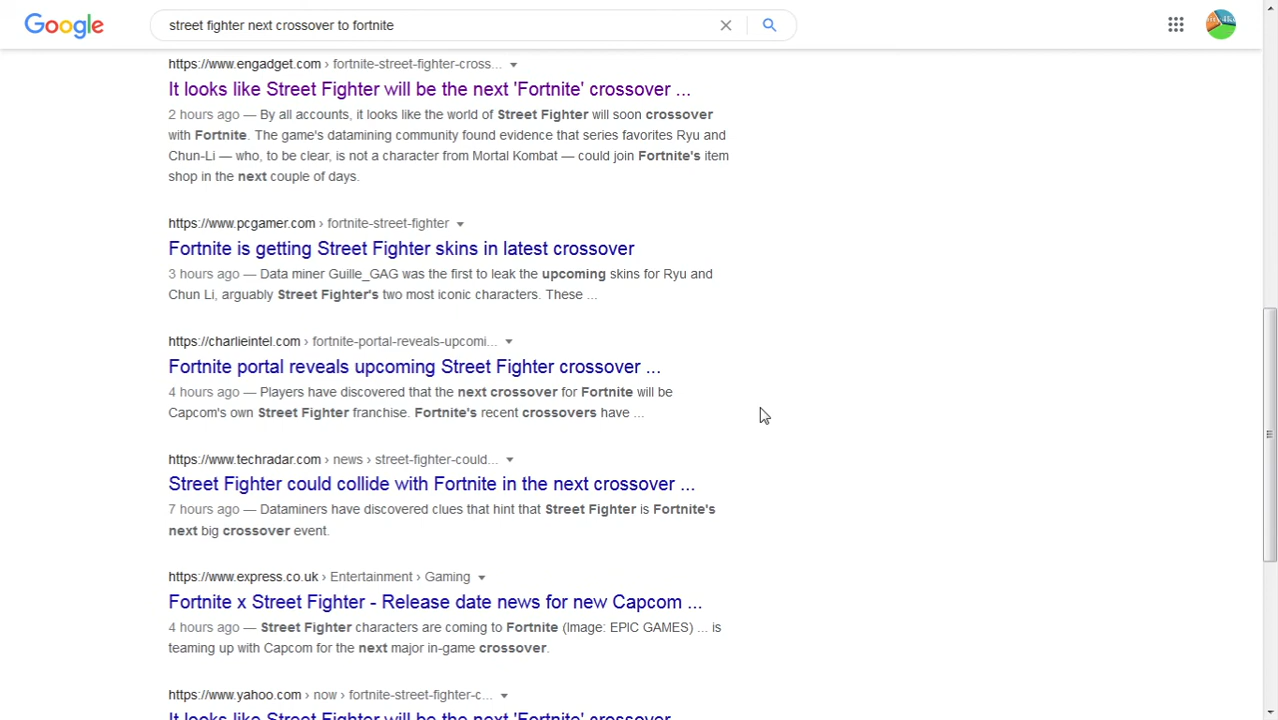 Google
street fighter next crossover to fortnite
https://www.engadget.com › fortnite-street-fighter-cross...
It looks like Street Fighter will be the next 'Fortnite' crossover ...
2 hours ago — By all accounts, it looks like the world of Street Fighter will soon crossover
with Fortnite. The game's datamining community found evidence that series favorites Ryu and
Chun-Li — who, to be clear, is not a character from Mortal Kombat — could join Fortnite's item
shop in the next couple of days.
https://www.pcgamer.com › fortnite-street-fighter
Fortnite is getting Street Fighter skins in latest crossover
3 hours ago — Data miner Guille_GAG was the first to leak the upcoming skins for Ryu and
Chun Li, arguably Street Fighter's two most iconic characters. These ...
https://charlieintel.com › fortnite-portal-reveals-upcomi...
Fortnite portal reveals upcoming Street Fighter crossover ...
4 hours ago — Players have discovered that the next crossover for Fortnite will be
Capcom's own Street Fighter franchise. Fortnite's recent crossovers have ...
https://www.techradar.com › news › street-fighter-could...
Street Fighter could collide with Fortnite in the next crossover ...
7 hours ago — Dataminers have discovered clues that hint that Street Fighter is Fortnite's
next big crossover event.
https://www.express.co.uk › Entertainment › Gaming
Fortnite x Street Fighter - Release date news for new Capcom ...
4 hours ago — Street Fighter characters are coming to Fortnite (Image: EPIC GAMES) ... is
teaming up with Capcom for the next major in-game crossover.
https://www.yahoo.com › now › fortnite-street-fighter-c...
It looks like Street Fighter will be the next 'Fortnite' crossover